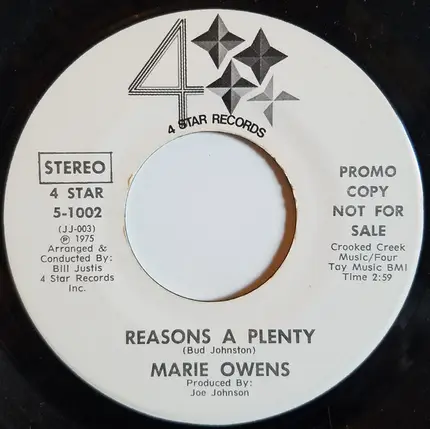 4
4 STAR RECORDS
STEREO
4 STAR
5-1002
(JJ-003)
℗ 1975
Arranged &
Conducted By:
Bill Justis
4 Star Records
Inc.
PROMO
COPY
NOT FOR
SALE
Crooked Creek
Music/Four
Tay Music BMI
Time 2:59
REASONS A PLENTY
(Bud Johnston)
MARIE OWENS
Produced By:
Joe Johnson